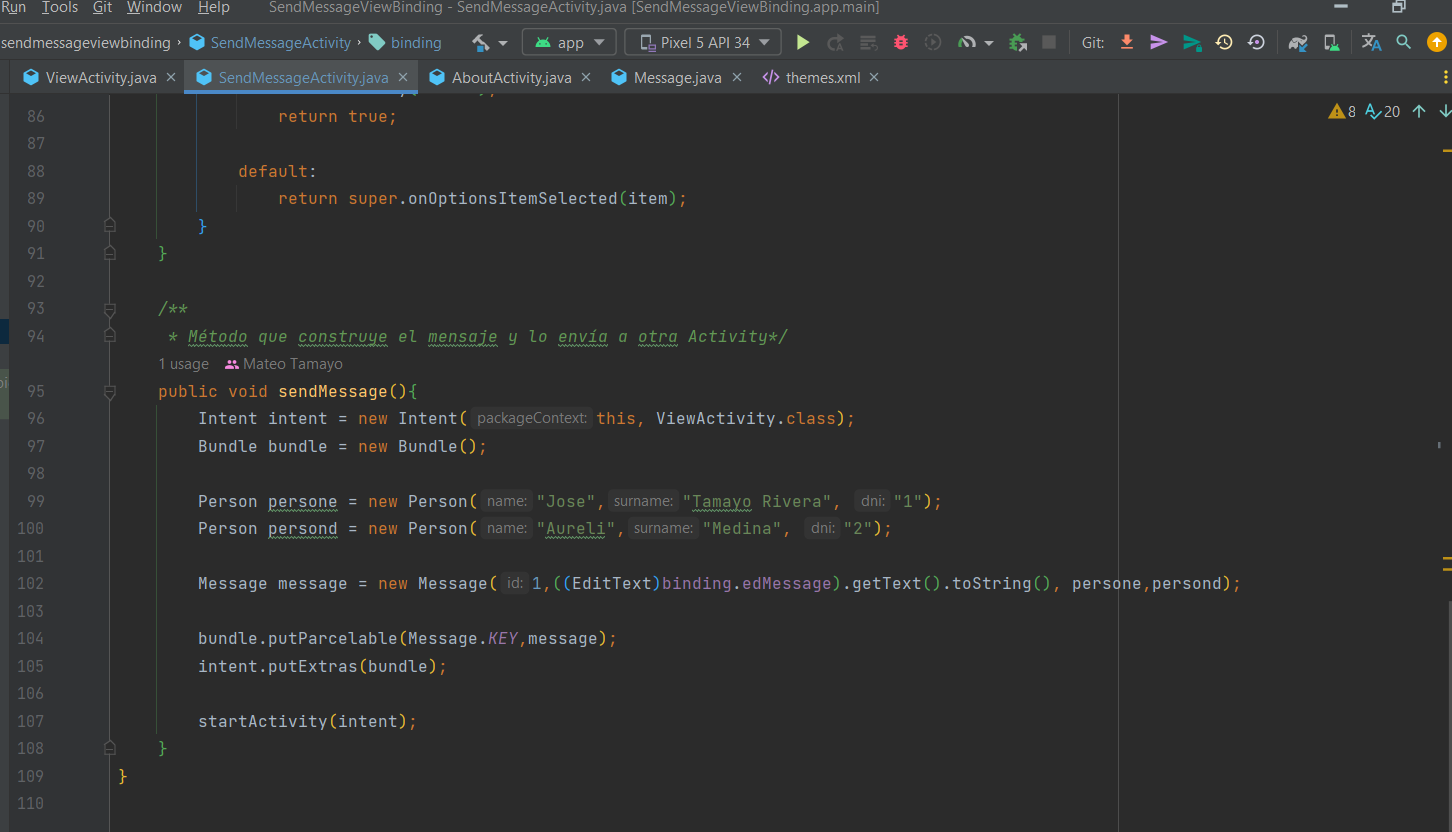 Run Tools Git Window Help SendMessageViewBinding - SendMessageActivity.java [SendMessageViewBinding.app.main]
sendmessageviewbinding › SendMessageActivity › binding app Pixel 5 API 34 Git:
ViewActivity.java SendMessageActivity.java AboutActivity.java Message.java themes.xml
8 20
86 return true;
87
88 default:
89 return super.onOptionsItemSelected(item);
90 }
91 }
92
93 /**
94 * Método que construye el mensaje y lo envía a otra Activity*/
1 usage Mateo Tamayo
95 public void sendMessage(){
96 Intent intent = new Intent( packageContext: this, ViewActivity.class);
97 Bundle bundle = new Bundle();
98
99 Person persone = new Person( name: "Jose", surname: "Tamayo Rivera", dni: "1");
100 Person persond = new Person( name: "Aureli", surname: "Medina", dni: "2");
101
102 Message message = new Message( id: 1,((EditText)binding.edMessage).getText().toString(), persone,persond);
103
104 bundle.putParcelable(Message.KEY,message);
105 intent.putExtras(bundle);
106
107 startActivity(intent);
108 }
109 }
110